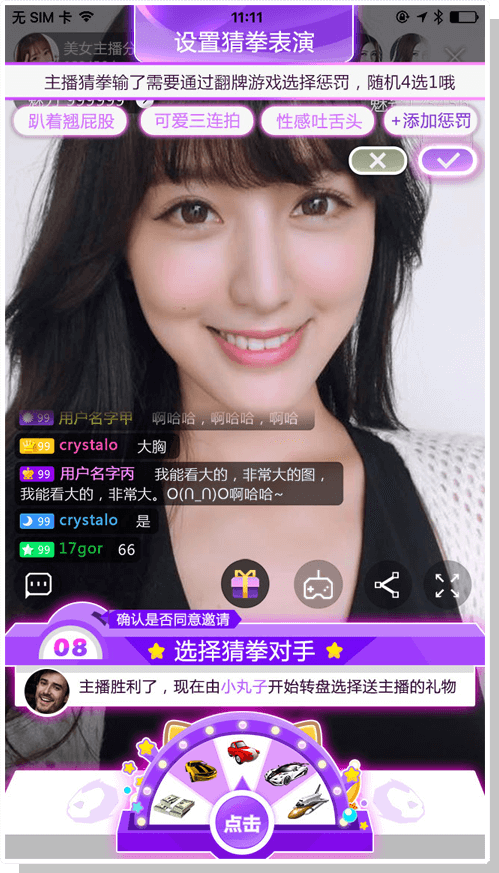 无 SIM 卡
11:11
设置猜拳表演
美女主播分
主播猜拳输了需要通过翻牌游戏选择惩罚，随机4选1哦
趴着翘屁股
可爱三连拍
性感吐舌头
+添加惩罚
99 用户名字甲 啊哈哈，啊哈哈，啊哈
99 crystalo 大胸
99 用户名字丙 我能看大的，非常大的图，
我能看大的，非常大。O(∩_∩)O啊哈哈~
99 crystalo 是
99 17gor 66
确认是否同意邀请
08
选择猜拳对手
主播胜利了，现在由小丸子开始转盘选择送主播的礼物
点击